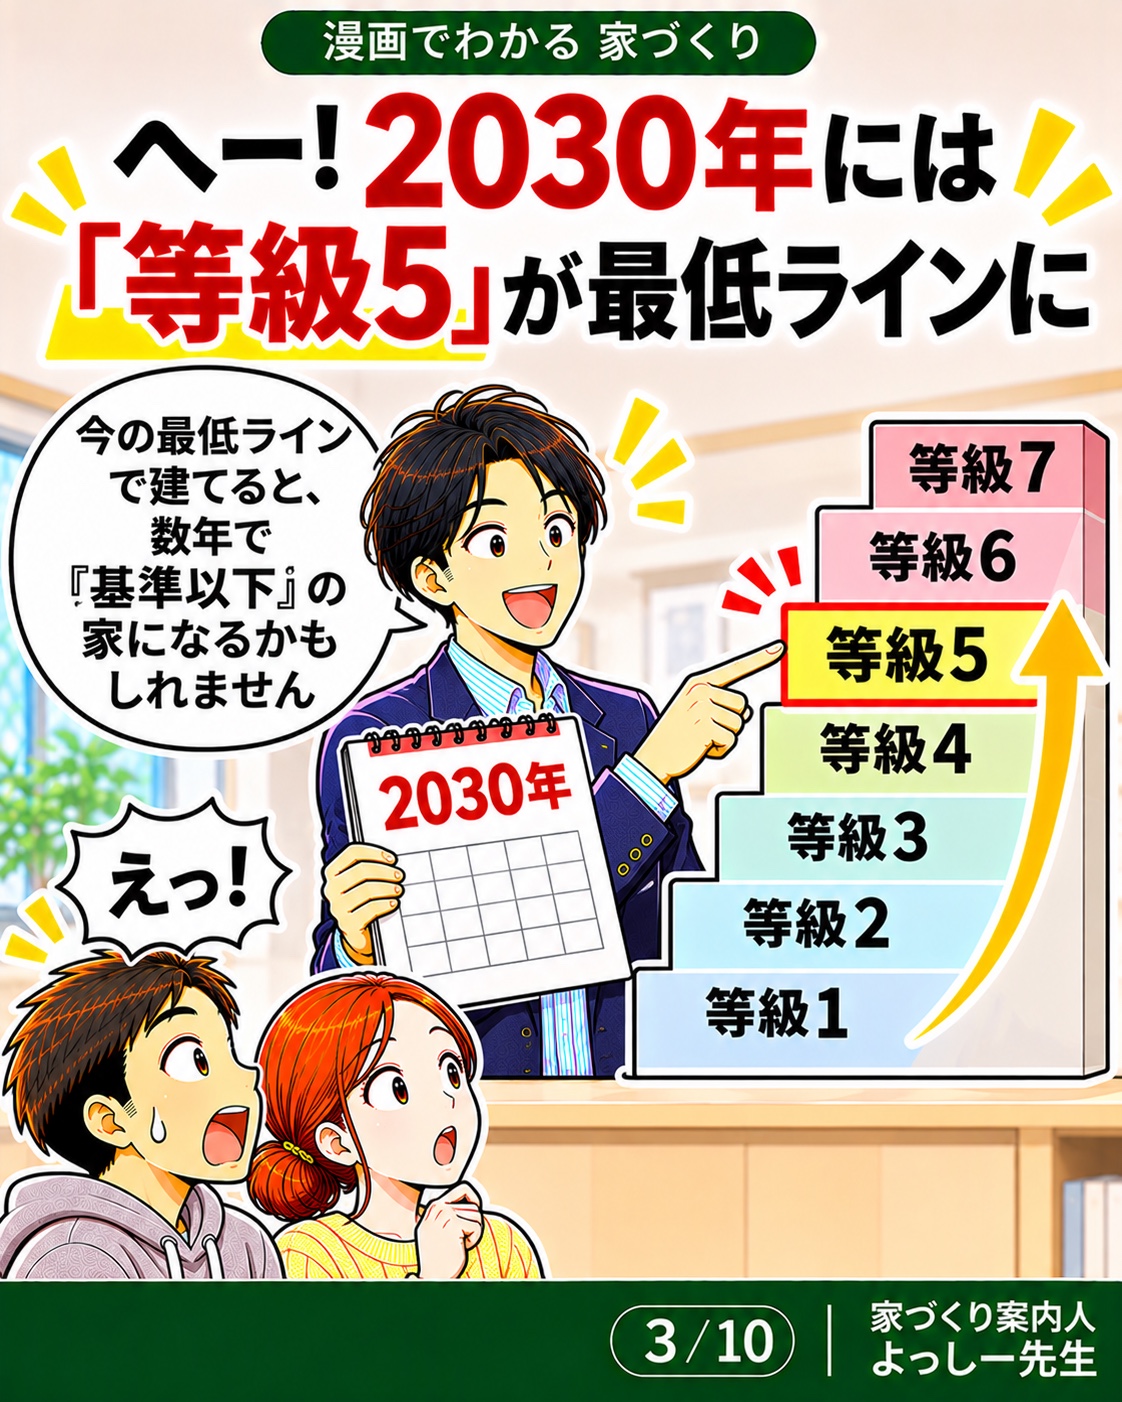 漫画でわかる 家づくり
へー！2030年には
「等級5」が最低ラインに
今の最低ライン
で建てると、
数年で
『基準以下』の
家になるかも
しれません
等級7
等級6
等級5
等級4
等級3
等級2
等級1
2030年
えっ！
3/10
家づくり案内人
よっしー先生